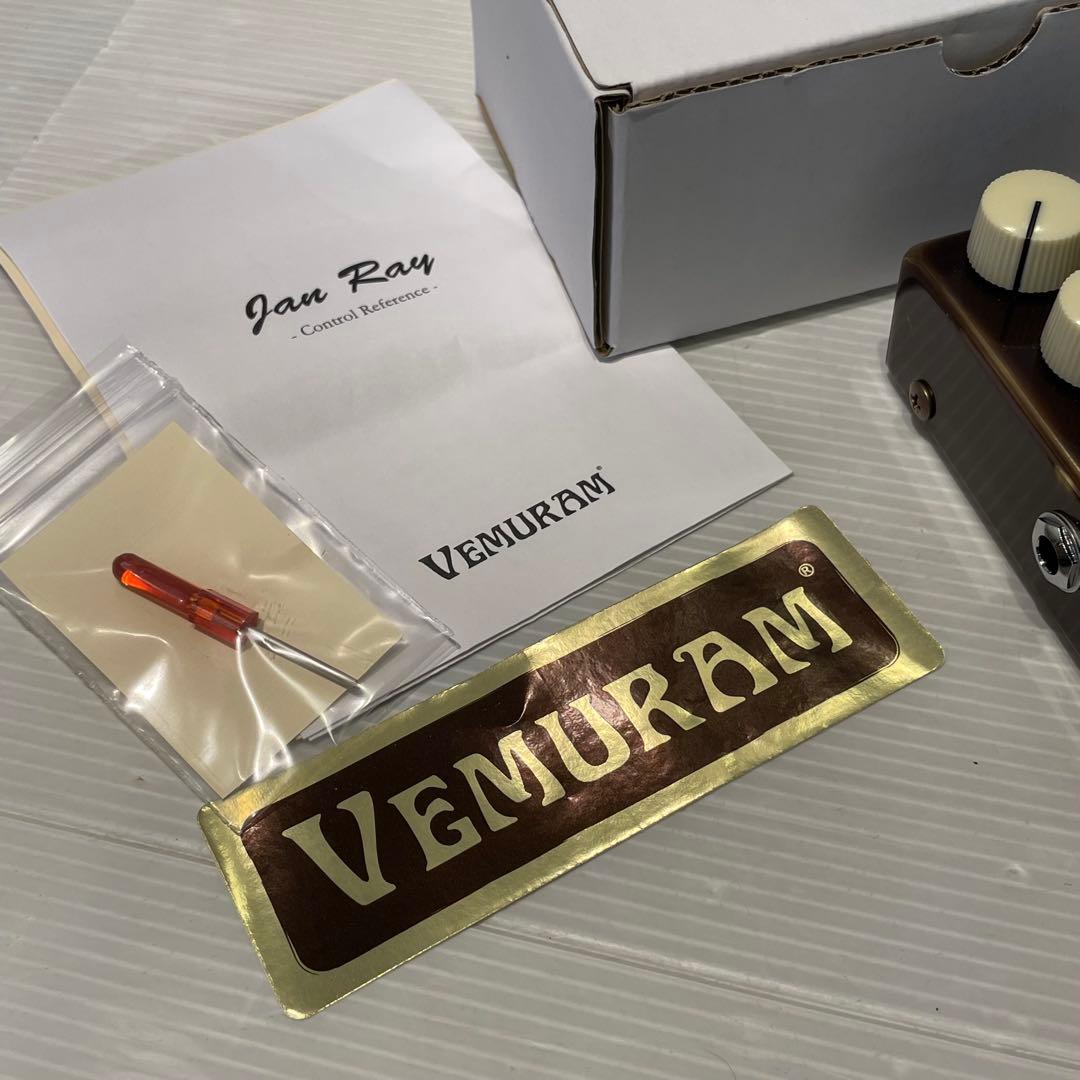 Jan Ray
- Control Reference -
VEMURAM®
VEMURAM®